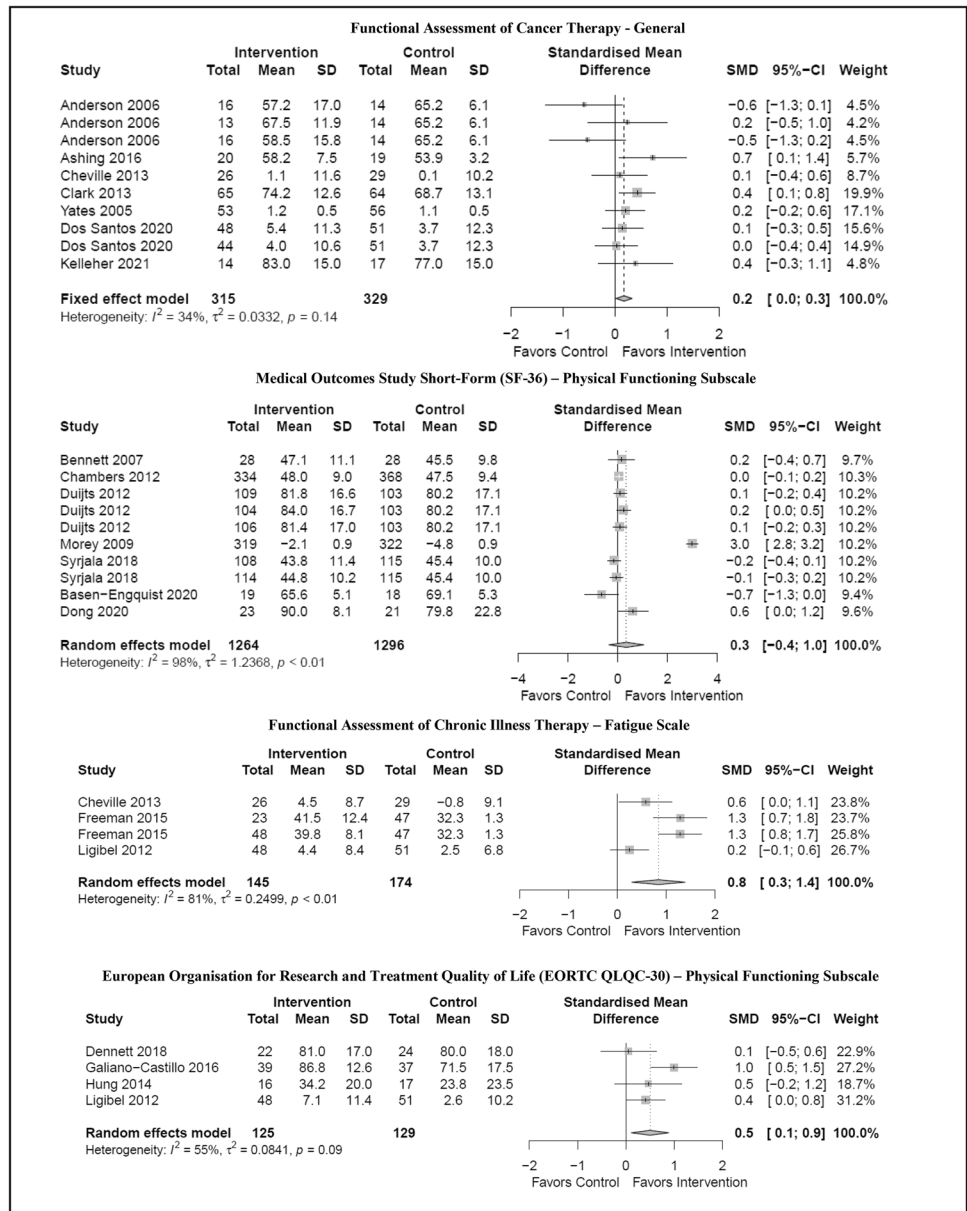 Functional Assessment of Cancer Therapy - General
Intervention Control Standardised Mean
Study Total Mean SD Total Mean SD Difference SMD 95%−CI Weight
Anderson 2006 16 57.2 17.0 14 65.2 6.1 −0.6 [−1.3; 0.1] 4.5%
Anderson 2006 13 67.5 11.9 14 65.2 6.1 0.2 [−0.5; 1.0] 4.2%
Anderson 2006 16 58.5 15.8 14 65.2 6.1 −0.5 [−1.3; 0.2] 4.5%
Ashing 2016 20 58.2 7.5 19 53.9 3.2 0.7 [ 0.1; 1.4] 5.7%
Cheville 2013 26 1.1 11.6 29 0.1 10.2 0.1 [−0.4; 0.6] 8.7%
Clark 2013 65 74.2 12.6 64 68.7 13.1 0.4 [ 0.1; 0.8] 19.9%
Yates 2005 53 1.2 0.5 56 1.1 0.5 0.2 [−0.2; 0.6] 17.1%
Dos Santos 2020 48 5.4 11.3 51 3.7 12.3 0.1 [−0.3; 0.5] 15.6%
Dos Santos 2020 44 4.0 10.6 51 3.7 12.3 0.0 [−0.4; 0.4] 14.9%
Kelleher 2021 14 83.0 15.0 17 77.0 15.0 0.4 [−0.3; 1.1] 4.8%
Fixed effect model 315 329 0.2 [ 0.0; 0.3] 100.0%
Heterogeneity: I² = 34%, τ² = 0.0332, p = 0.14
−2 −1 0 1 2
Favors Control Favors Intervention
Medical Outcomes Study Short-Form (SF-36) – Physical Functioning Subscale
Intervention Control Standardised Mean
Study Total Mean SD Total Mean SD Difference SMD 95%−CI Weight
Bennett 2007 28 47.1 11.1 28 45.5 9.8 0.2 [−0.4; 0.7] 9.7%
Chambers 2012 334 48.0 9.0 368 47.5 9.4 0.0 [−0.1; 0.2] 10.3%
Duijts 2012 109 81.8 16.6 103 80.2 17.1 0.1 [−0.2; 0.4] 10.2%
Duijts 2012 104 84.0 16.7 103 80.2 17.1 0.2 [ 0.0; 0.5] 10.2%
Duijts 2012 106 81.4 17.0 103 80.2 17.1 0.1 [−0.2; 0.3] 10.2%
Morey 2009 319 −2.1 0.9 322 −4.8 0.9 3.0 [ 2.8; 3.2] 10.2%
Syrjala 2018 108 43.8 11.4 115 45.4 10.0 −0.2 [−0.4; 0.1] 10.2%
Syrjala 2018 114 44.8 10.2 115 45.4 10.0 −0.1 [−0.3; 0.2] 10.2%
Basen−Engquist 2020 19 65.6 5.1 18 69.1 5.3 −0.7 [−1.3; 0.0] 9.4%
Dong 2020 23 90.0 8.1 21 79.8 22.8 0.6 [ 0.0; 1.2] 9.6%
Random effects model 1264 1296 0.3 [−0.4; 1.0] 100.0%
Heterogeneity: I² = 98%, τ² = 1.2368, p < 0.01
−4 −2 0 2 4
Favors Control Favors Intervention
Functional Assessment of Chronic Illness Therapy – Fatigue Scale
Intervention Control Standardised Mean
Study Total Mean SD Total Mean SD Difference SMD 95%−CI Weight
Cheville 2013 26 4.5 8.7 29 −0.8 9.1 0.6 [ 0.0; 1.1] 23.8%
Freeman 2015 23 41.5 12.4 47 32.3 1.3 1.3 [ 0.7; 1.8] 23.7%
Freeman 2015 48 39.8 8.1 47 32.3 1.3 1.3 [ 0.8; 1.7] 25.8%
Ligibel 2012 48 4.4 8.4 51 2.5 6.8 0.2 [−0.1; 0.6] 26.7%
Random effects model 145 174 0.8 [ 0.3; 1.4] 100.0%
Heterogeneity: I² = 81%, τ² = 0.2499, p < 0.01
−2 −1 0 1 2
Favors Control Favors Intervention
European Organisation for Research and Treatment Quality of Life (EORTC QLQC-30) – Physical Functioning Subscale
Intervention Control Standardised Mean
Study Total Mean SD Total Mean SD Difference SMD 95%−CI Weight
Dennett 2018 22 81.0 17.0 24 80.0 18.0 0.1 [−0.5; 0.6] 22.9%
Galiano−Castillo 2016 39 86.8 12.6 37 71.5 17.5 1.0 [ 0.5; 1.5] 27.2%
Hung 2014 16 34.2 20.0 17 23.8 23.5 0.5 [−0.2; 1.2] 18.7%
Ligibel 2012 48 7.1 11.4 51 2.6 10.2 0.4 [ 0.0; 0.8] 31.2%
Random effects model 125 129 0.5 [ 0.1; 0.9] 100.0%
Heterogeneity: I² = 55%, τ² = 0.0841, p = 0.09
−2 −1 0 1 2
Favors Control Favors Intervention